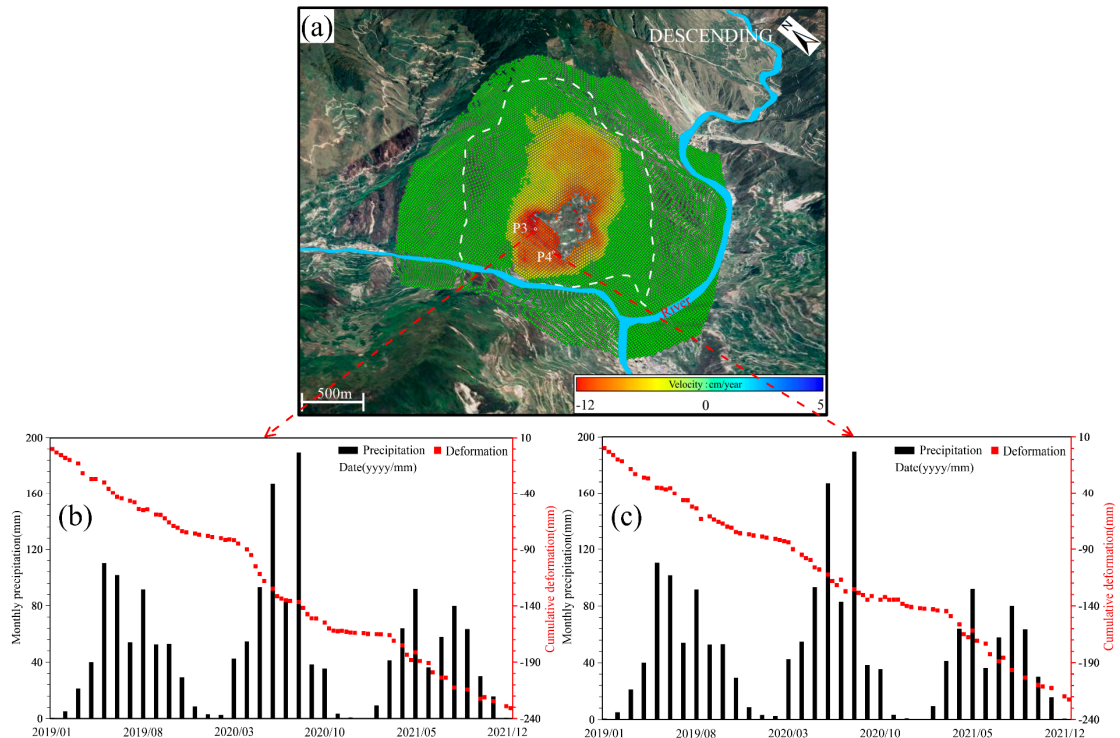 (a)
DESCENDING
N
P3
P4
River
500m
Velocity : cm/year
-12
0
5
(b)
Monthly precipitation(mm)
200
160
120
80
40
0
Precipitation
Deformation
Date(yyyy/mm)
10
-40
-90
-140
-190
-240
Cumulative deformation(mm)
2019/01
2019/08
2020/03
2020/10
2021/05
2021/12
(c)
Monthly precipitation(mm)
200
160
120
80
40
0
Precipitation
Deformation
Date(yyyy/mm)
10
40
-90
-140
-190
-240
Cumulative deformation(mm)
2019/01
2019/08
2020/03
2020/10
2021/05
2021/12